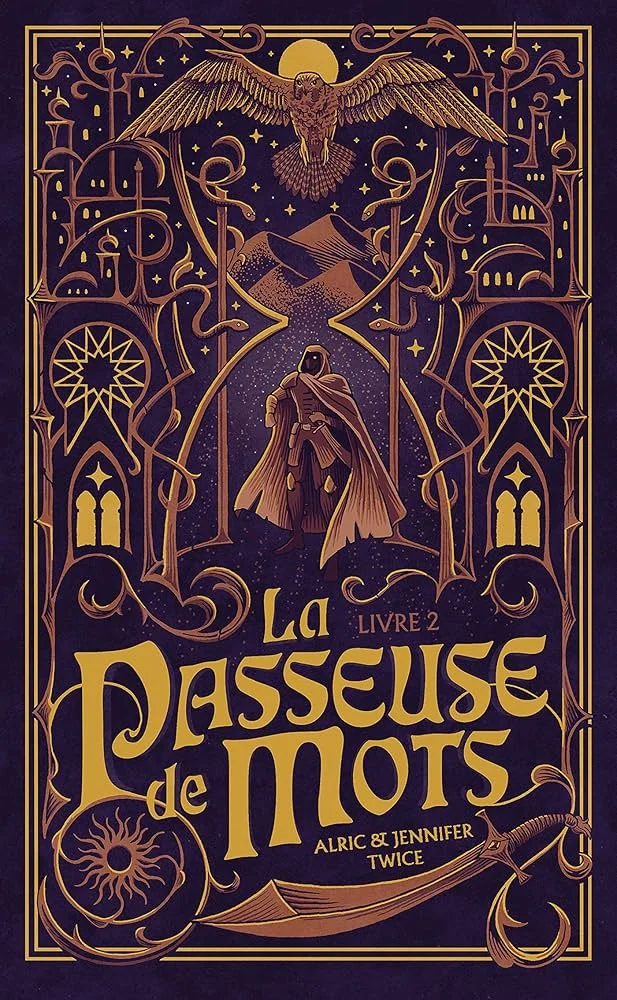 LA
LIVRE 2
PASSEUSE
de MOTS
ALRIC & JENNIFER
TWICE